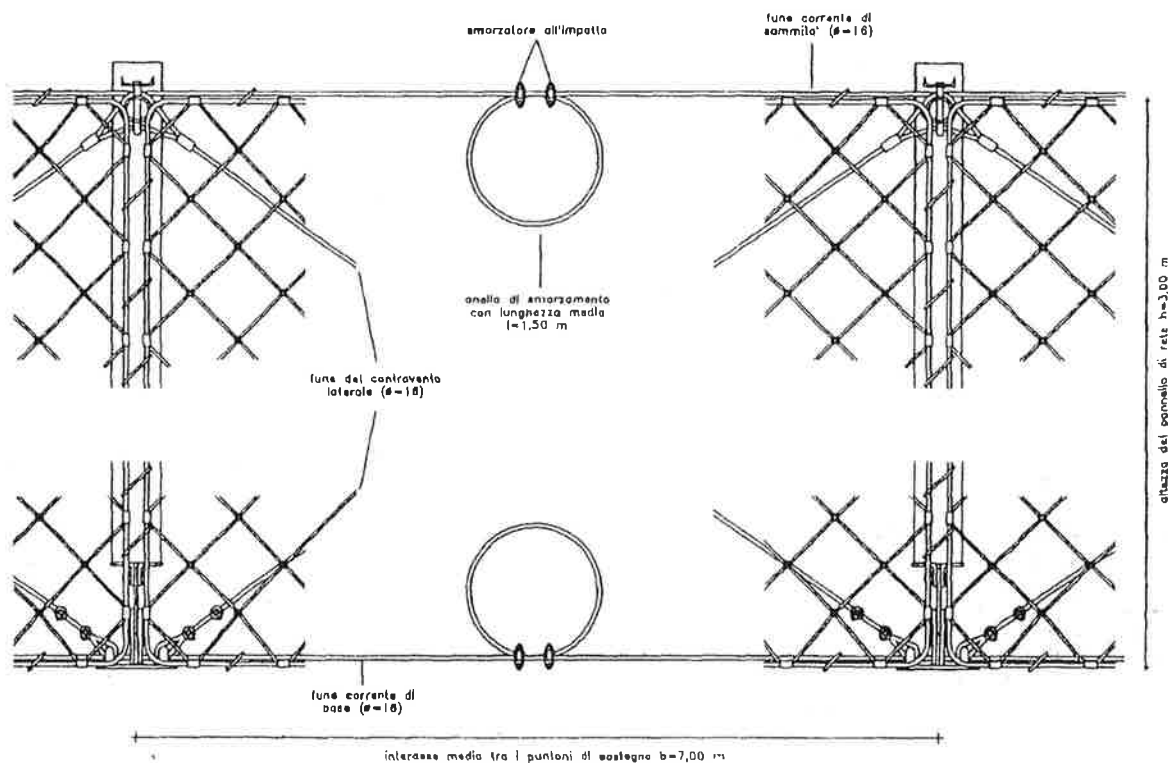 smorzatore all'impatto
fune corrente di
sommita' (ø=16)
anello di smorzamento
con lunghezza media
l=1,50 m
fune del controvento
laterale (ø=16)
altezza del pannello di rete h=3,00 m
fune corrente di
base (ø=16)
interasse medio tra i puntoni di sostegno b=7,00 m